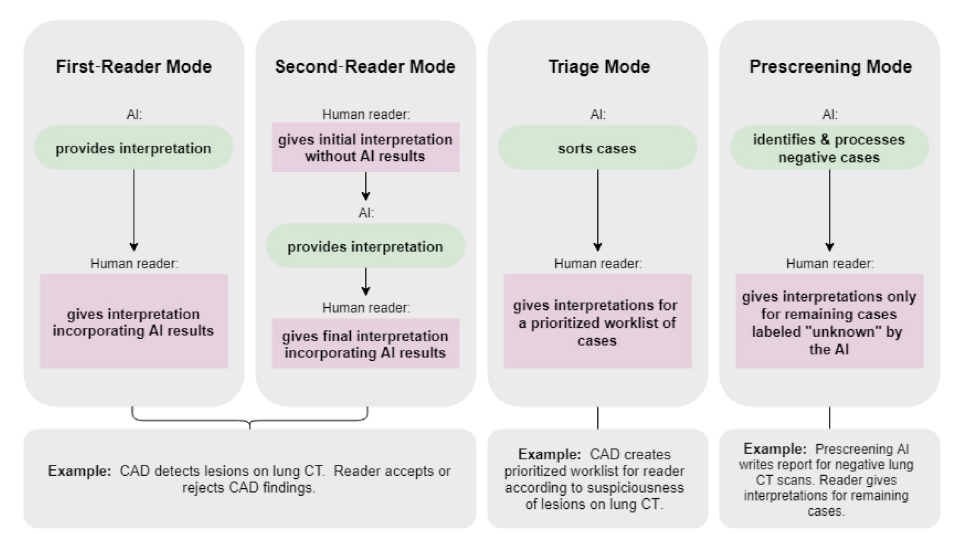 First-Reader Mode
AI:
provides interpretation
Human reader:
gives interpretation
incorporating AI results
Second-Reader Mode
Human reader:
gives initial interpretation
without AI results
AI:
provides interpretation
Human reader:
gives final interpretation
incorporating AI results
Example: CAD detects lesions on lung CT. Reader accepts or
rejects CAD findings.
Triage Mode
AI:
sorts cases
Human reader:
gives interpretations for
a prioritized worklist of
cases
Example: CAD creates
prioritized worklist for reader
according to suspiciousness
of lesions on lung CT.
Prescreening Mode
AI:
identifies & processes
negative cases
Human reader:
gives interpretations only
for remaining cases
labeled "unknown" by
the AI
Example: Prescreening AI
writes report for negative lung
CT scans. Reader gives
interpretations for remaining
cases.